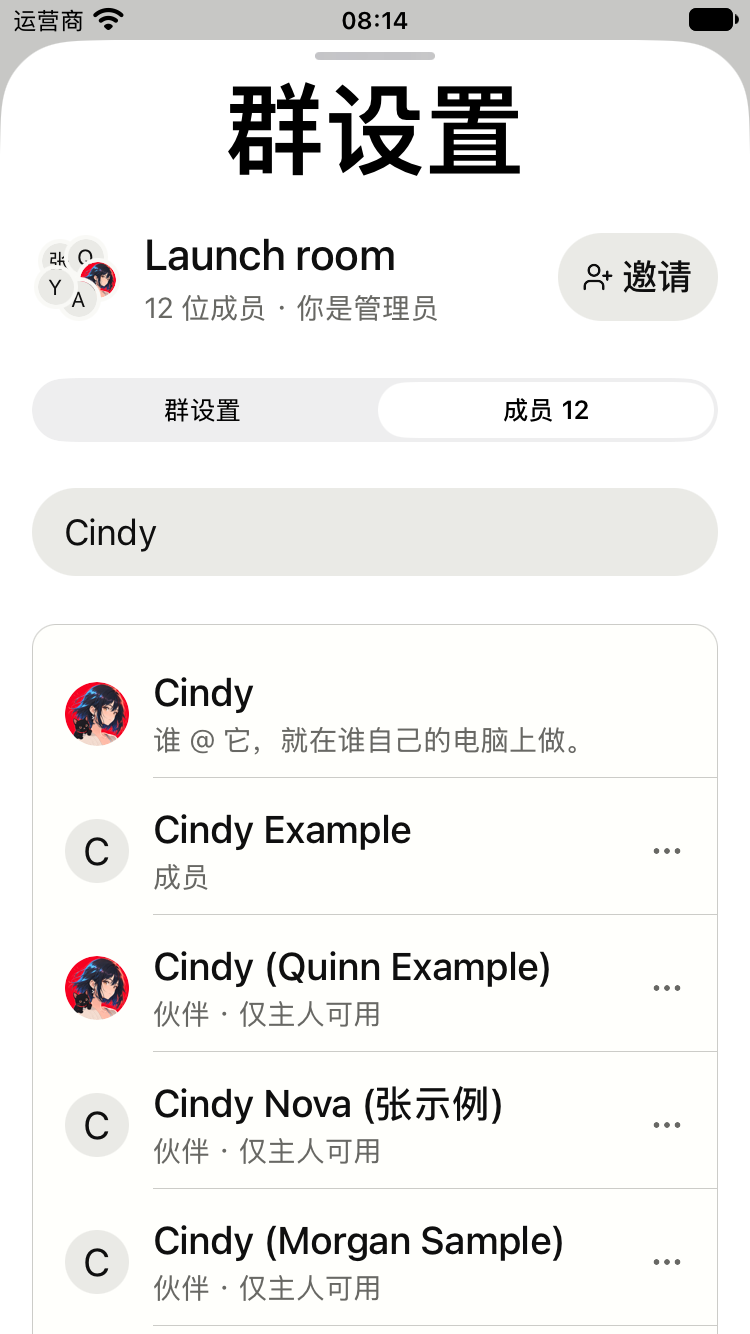 运营商
08:14
群设置
张
Q
Y
A
Launch room
12 位成员 · 你是管理员
邀请
群设置
成员 12
Cindy
Cindy
谁 @ 它，就在谁自己的电脑上做。
C
Cindy Example
成员
Cindy (Quinn Example)
伙伴 · 仅主人可用
C
Cindy Nova (张示例)
伙伴 · 仅主人可用
C
Cindy (Morgan Sample)
伙伴 · 仅主人可用